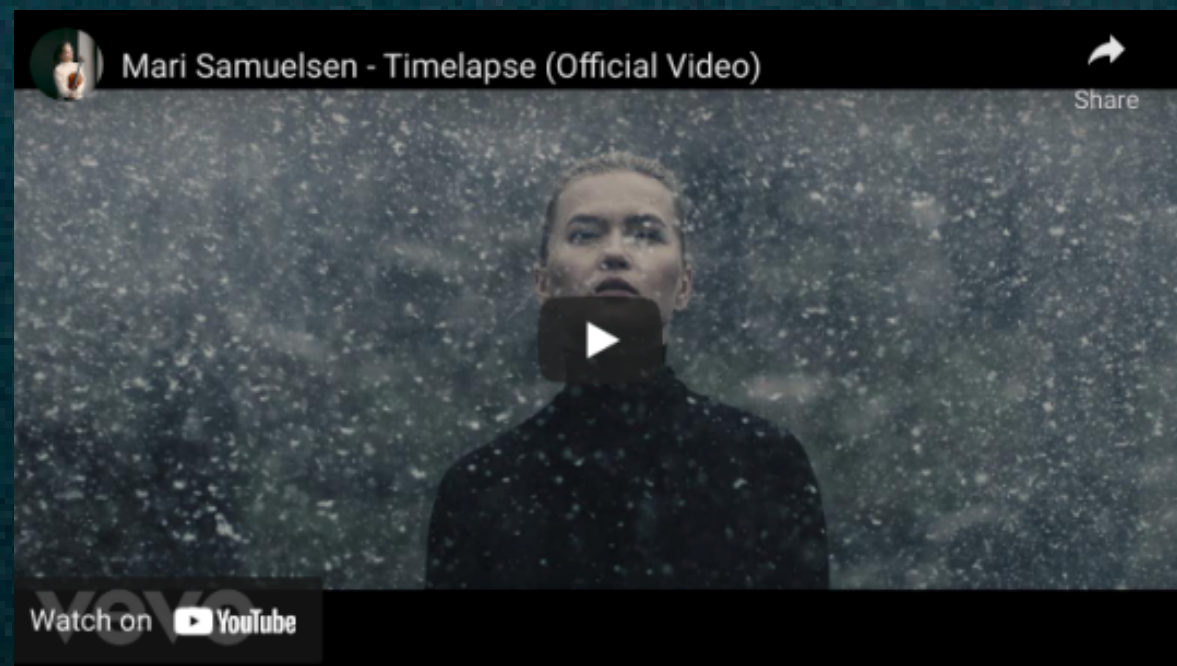 Mari Samuelsen - Timelapse (Official Video)
Share
vevo
Watch on YouTube